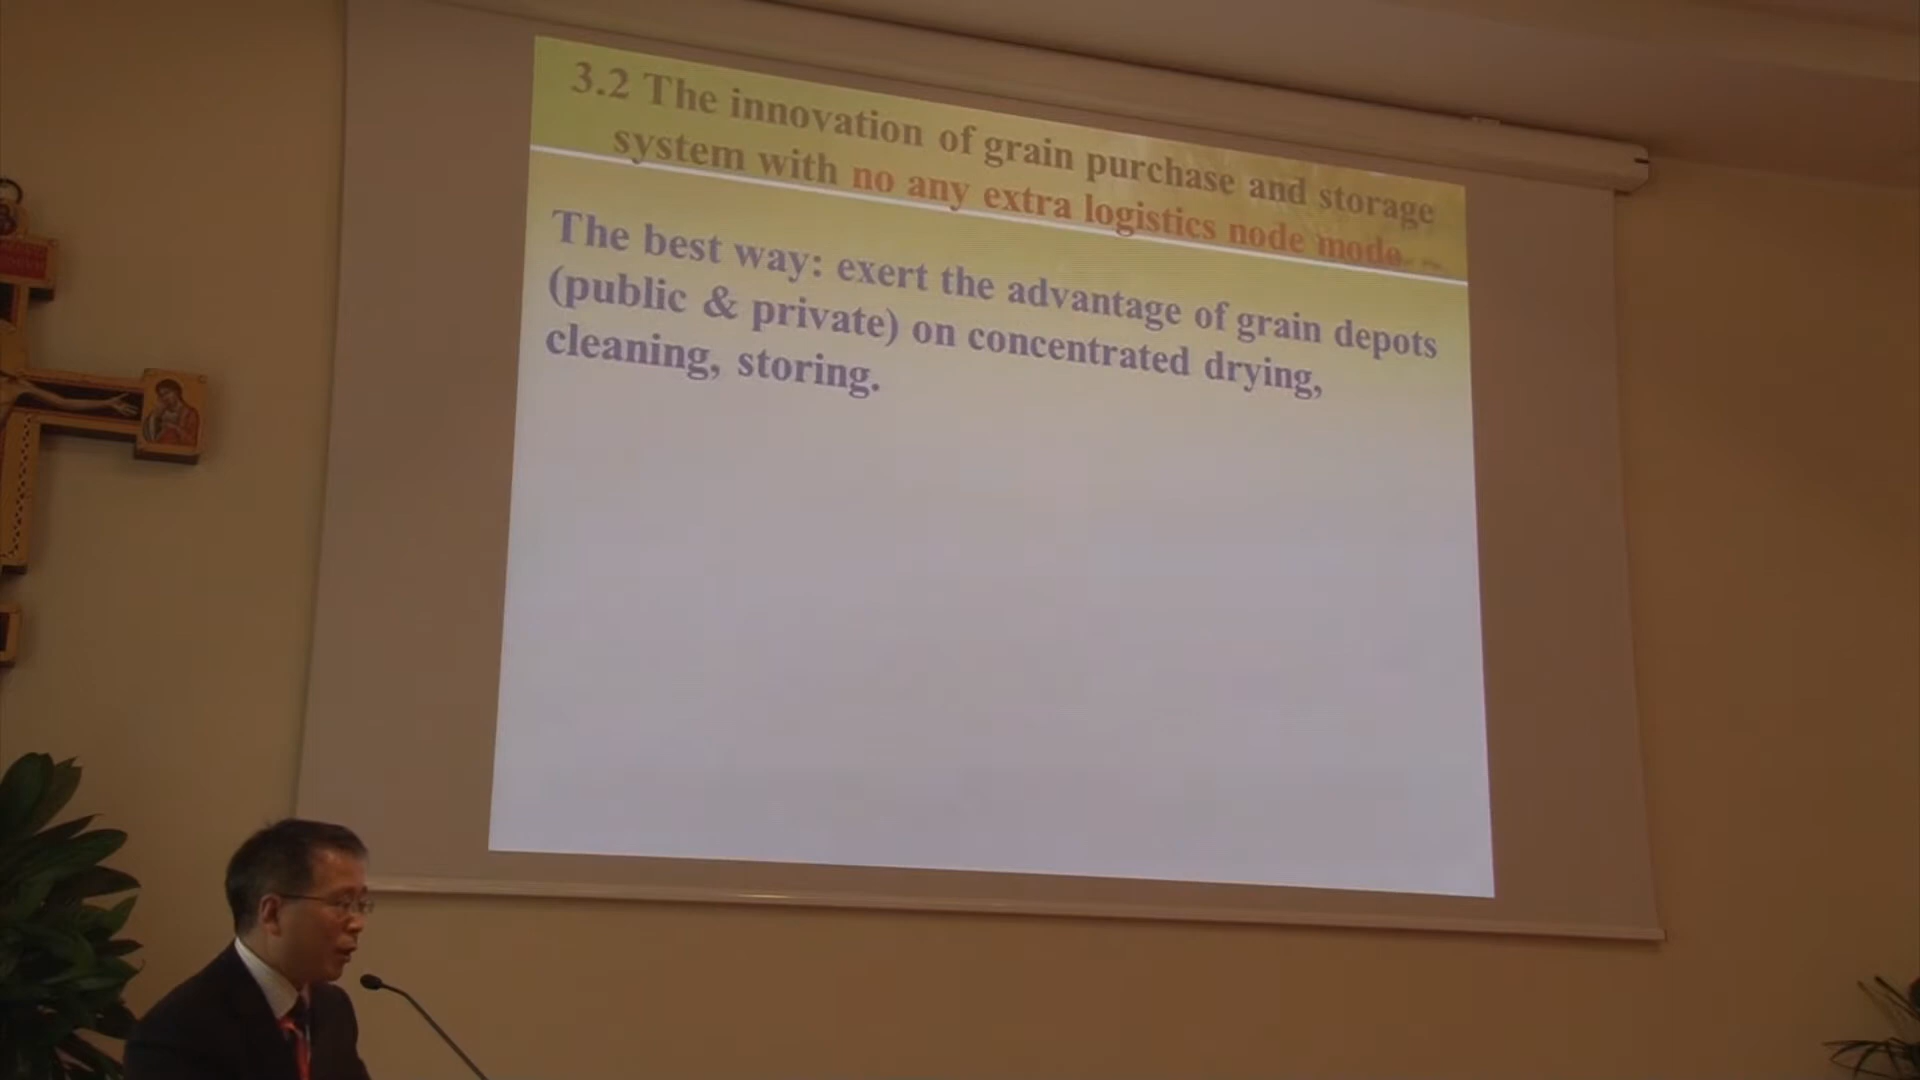 3.2 The innovation of grain purchase and storage
system with no any extra logistics node mode.
The best way: exert the advantage of grain depots
(public & private) on concentrated drying,
cleaning, storing.